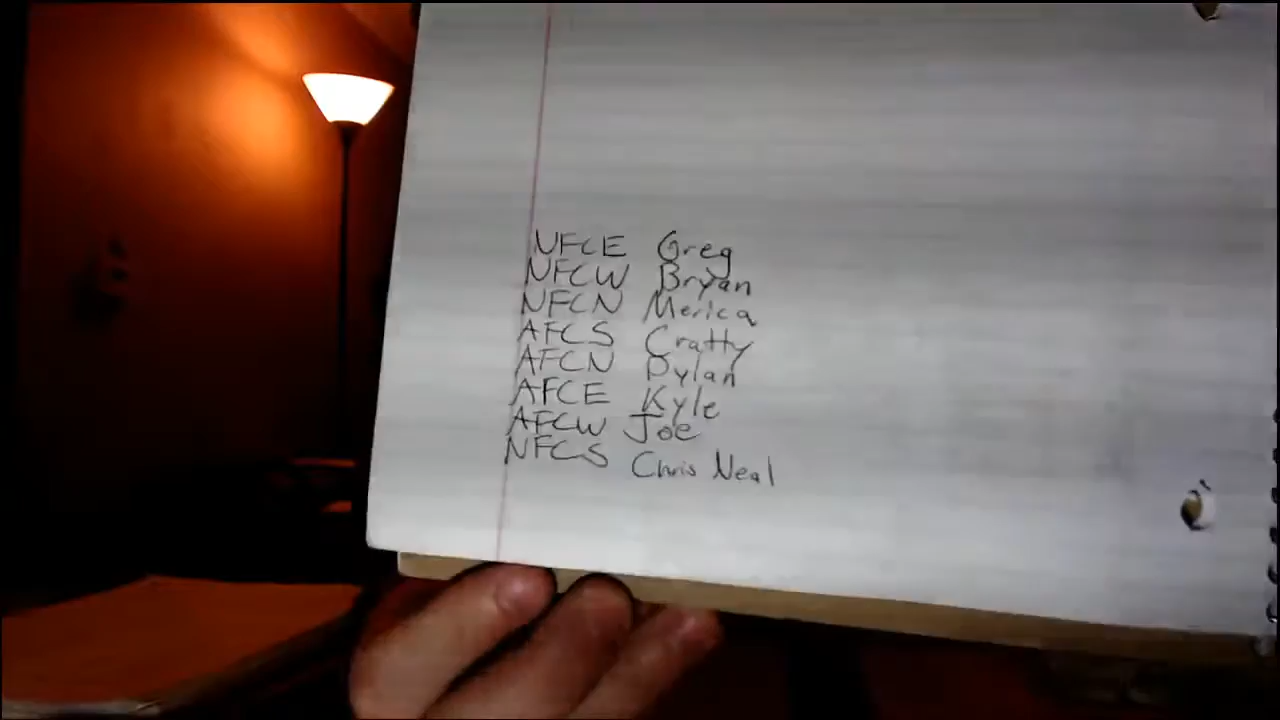 NFCE Greg
NFCW Bryan
NFCN Merica
AFCS Cratty
AFCN Dylan
AFCE Kyle
AFCW Joe
NFCS Chris Neal